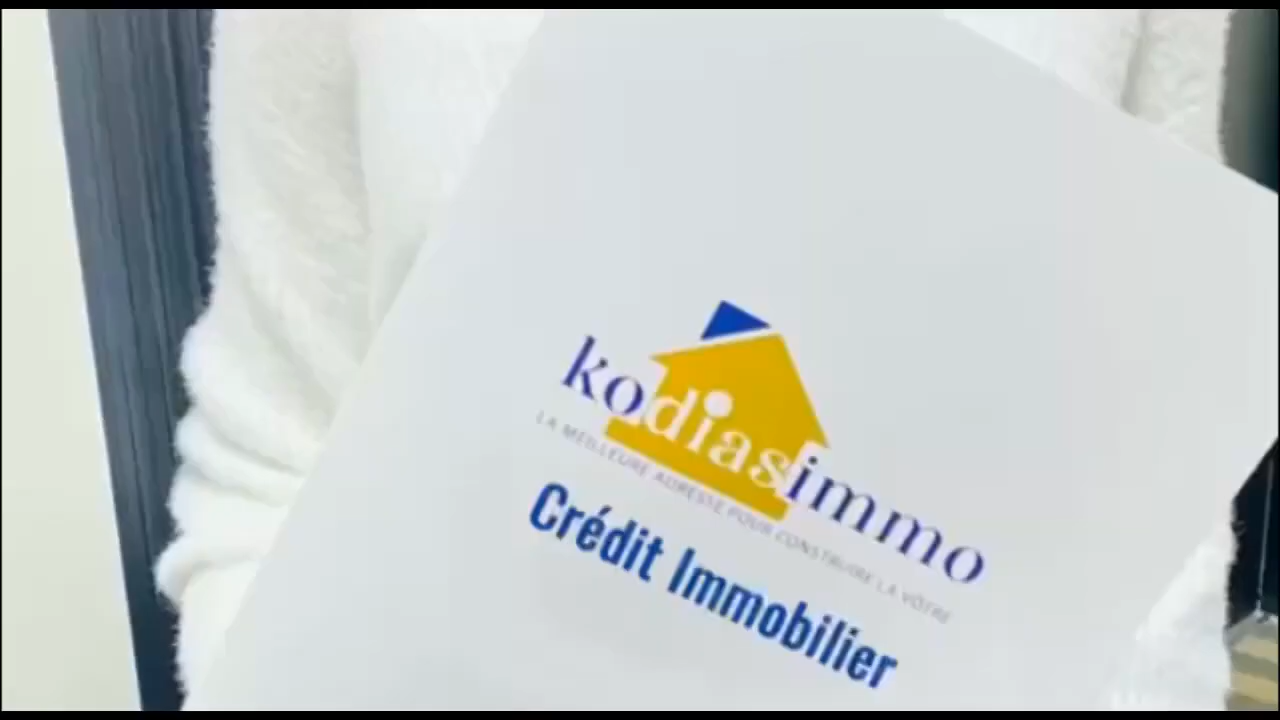 kodiasimmo
LA MEILLEURE ADRESSE POUR CONSTRUIRE LA VÔTRE
Crédit Immobilier